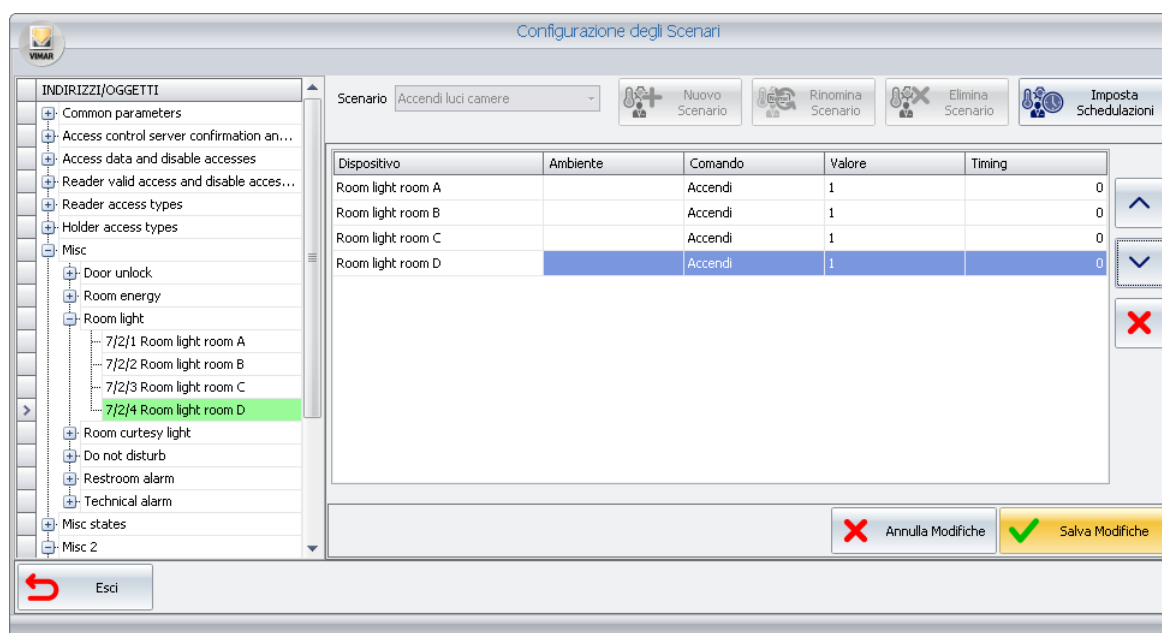 Configurazione degli Scenari
VIMAR
INDIRIZZI/OGGETTI
Common parameters
Access control server confirmation an...
Access data and disable accesses
Reader valid access and disable acces...
Reader access types
Holder access types
Misc
Door unlock
Room energy
Room light
7/2/1 Room light room A
7/2/2 Room light room B
7/2/3 Room light room C
7/2/4 Room light room D
Room curtesy light
Do not disturb
Restroom alarm
Technical alarm
Misc states
Misc 2
Scenario Accendi luci camere
Nuovo
Scenario
Rinomina
Scenario
Elimina
Scenario
Imposta
Schedulazioni
Dispositivo Ambiente Comando Valore Timing
Room light room A Accendi 1 0
Room light room B Accendi 1 0
Room light room C Accendi 1 0
Room light room D Accendi 1 0
Annulla Modifiche Salva Modifiche
Esci